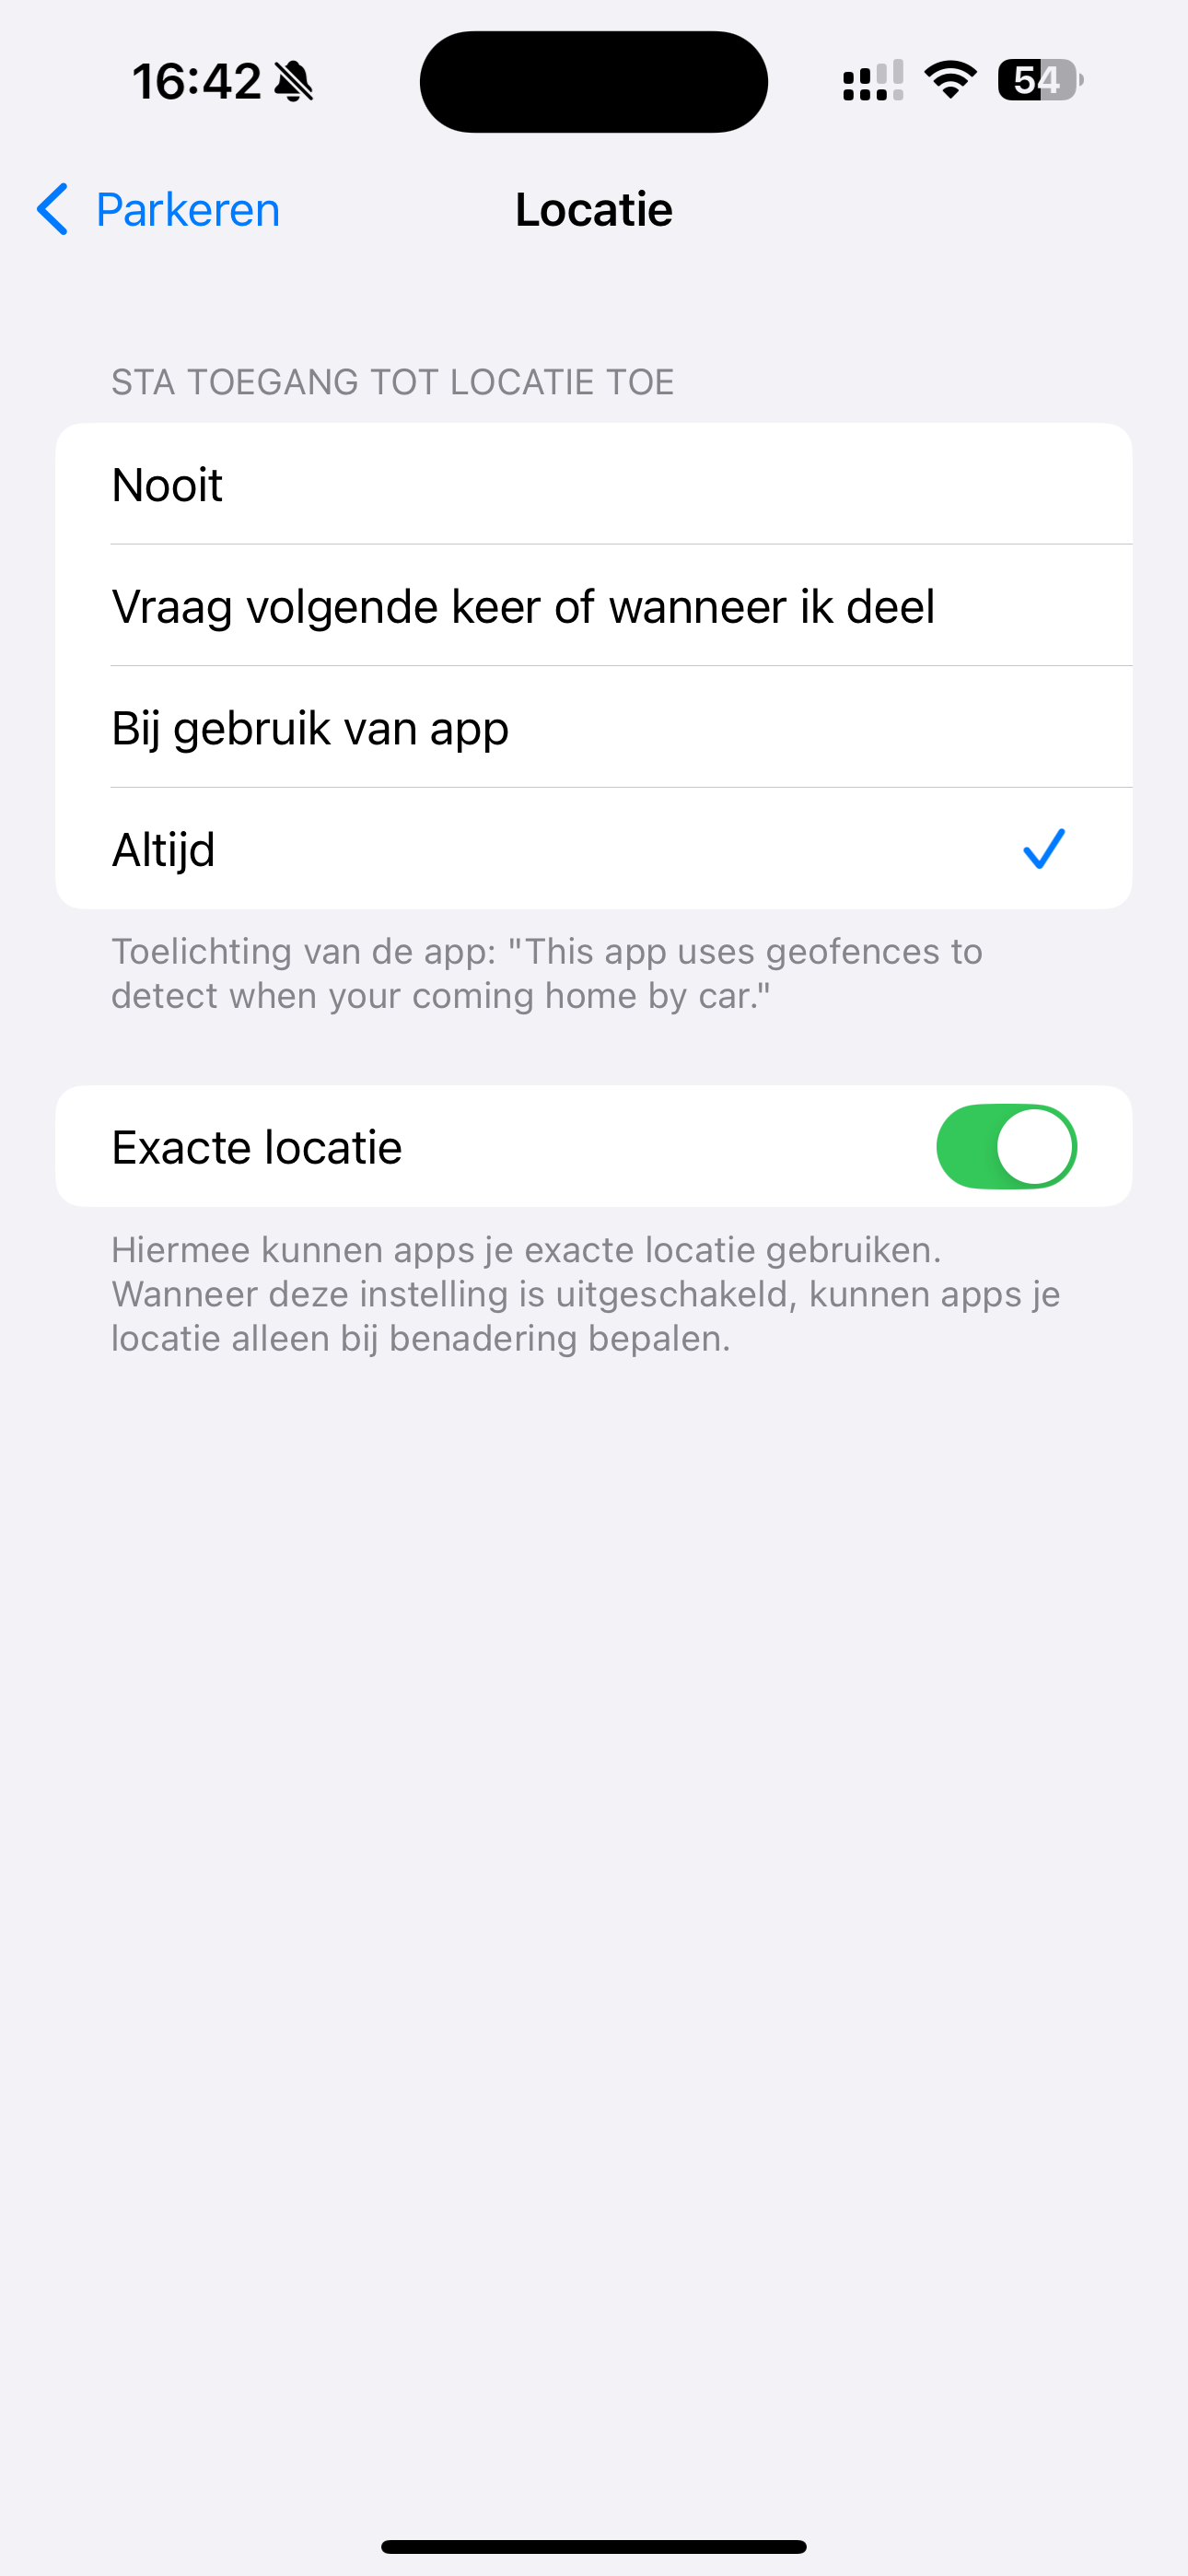 16:42
54
Parkeren
Locatie
STA TOEGANG TOT LOCATIE TOE
Nooit
Vraag volgende keer of wanneer ik deel
Bij gebruik van app
Altijd
Toelichting van de app: "This app uses geofences to
detect when your coming home by car."
Exacte locatie
Hiermee kunnen apps je exacte locatie gebruiken.
Wanneer deze instelling is uitgeschakeld, kunnen apps je
locatie alleen bij benadering bepalen.